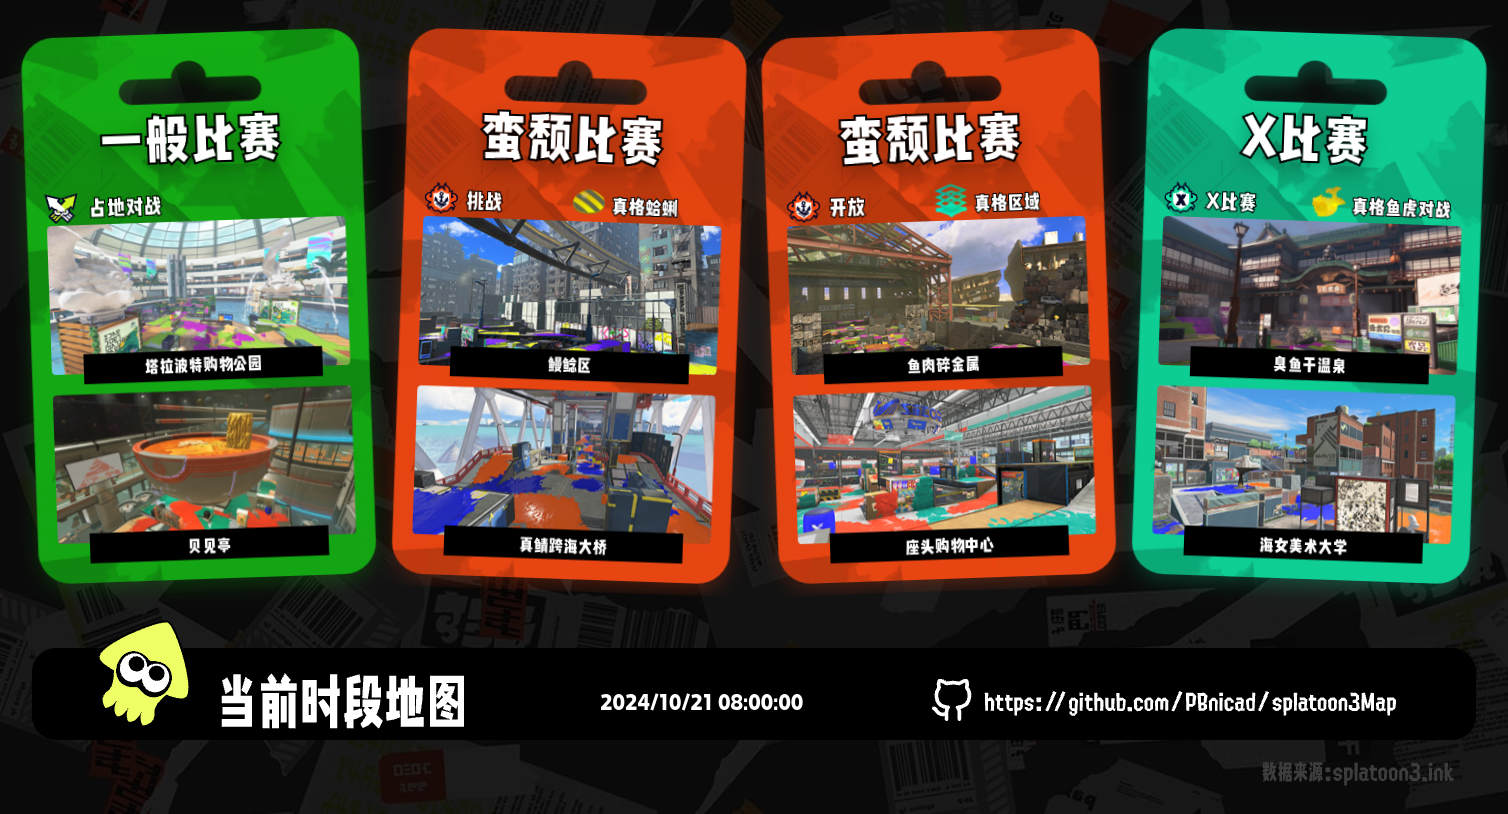 一般比赛
占地对战
塔拉波特购物公园
贝贝亭
蛮颓比赛
挑战
真格蛤蜊
鳗鲶区
真鲭跨海大桥
蛮颓比赛
开放
真格区域
鱼肉碎金属
座头购物中心
X比赛
X比赛
真格鱼虎对战
臭鱼干温泉
海女美术大学
当前时段地图
2024/10/21 08:00:00
https://github.com/PBnicad/splatoon3Map
数据来源:splatoon3.ink